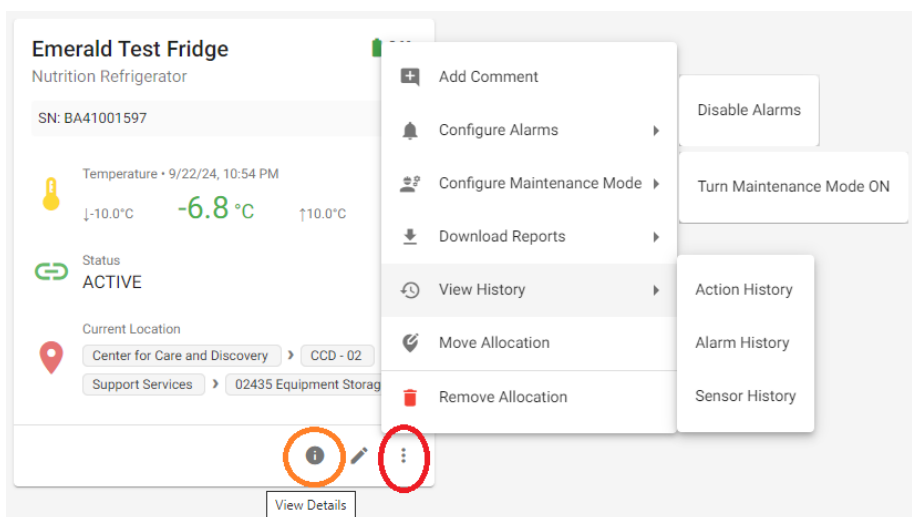 Emerald Test Fridge
Nutrition Refrigerator
SN: BA41001597
Temperature • 9/22/24, 10:54 PM
↓-10.0°C -6.8 °C ↑10.0°C
Status
ACTIVE
Current Location
Center for Care and Discovery › CCD - 02
Support Services › 02435 Equipment Storag
View Details
Add Comment
Configure Alarms
Configure Maintenance Mode
Download Reports
View History
Move Allocation
Remove Allocation
Disable Alarms
Turn Maintenance Mode ON
Action History
Alarm History
Sensor History